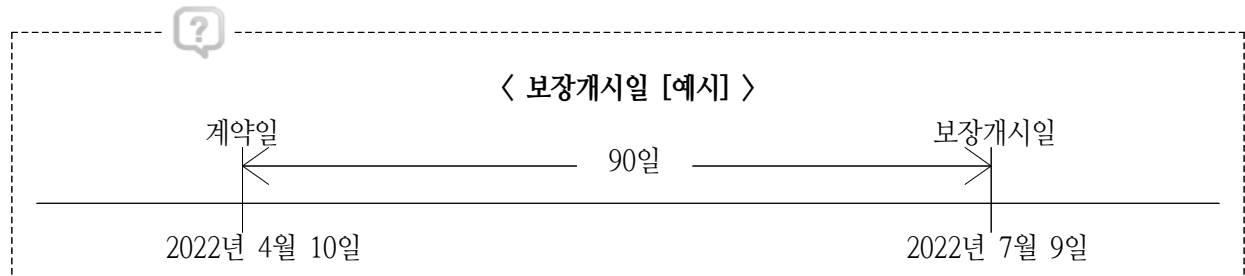 ?
〈 보장개시일 [예시] 〉
계약일 보장개시일
90일
2022년 4월 10일 2022년 7월 9일